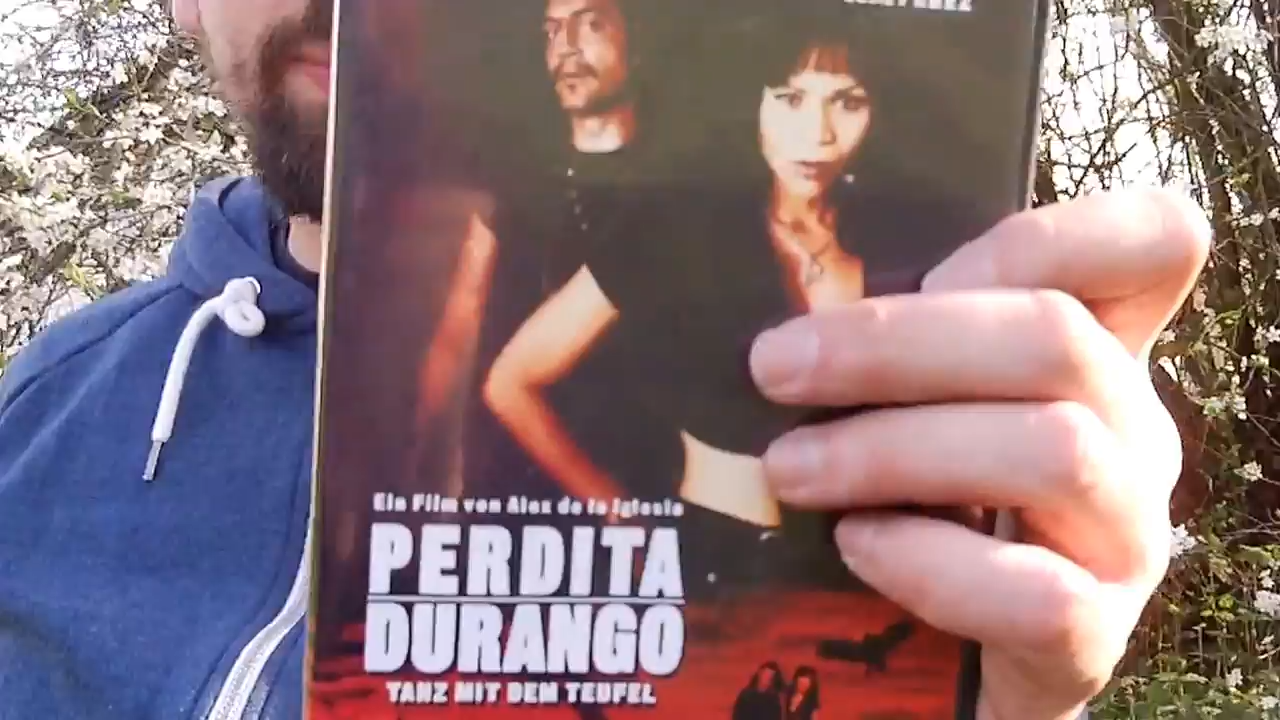 Ein Film von Alex de la Iglesia
PERDITA
DURANGO
TANZ MIT DEM TEUFEL